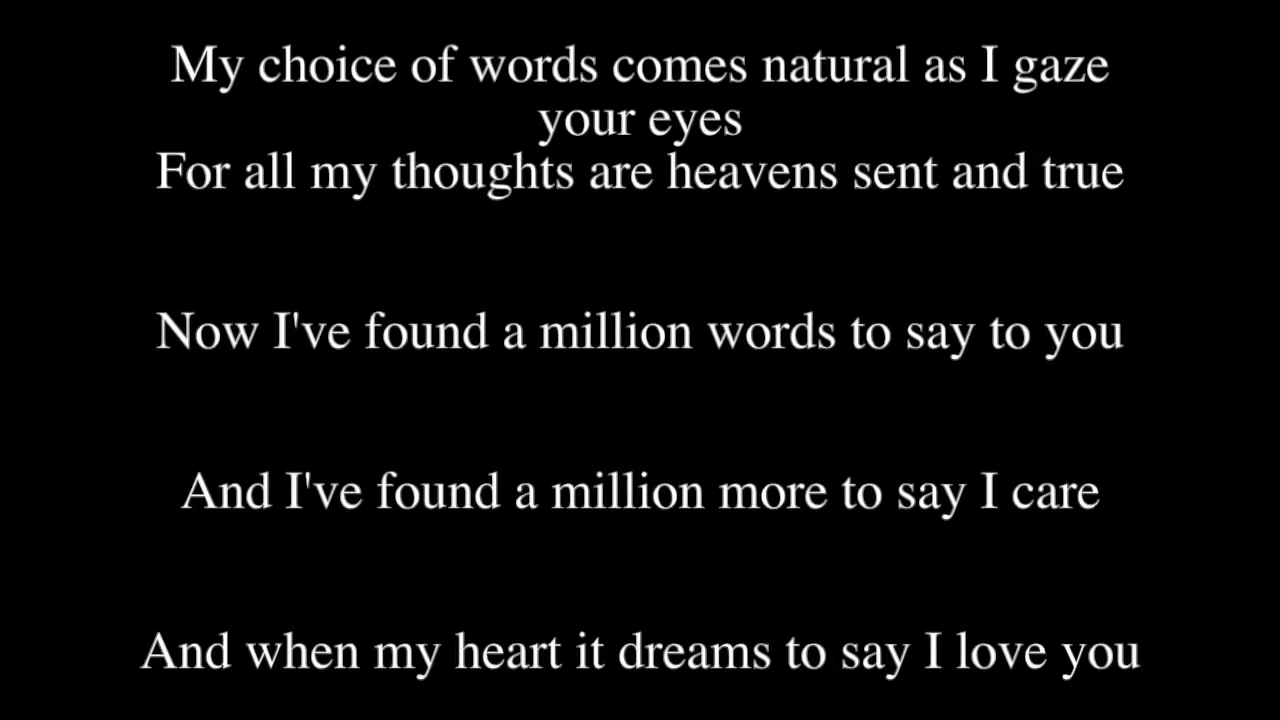 My choice of words comes natural as I gaze
your eyes
For all my thoughts are heavens sent and true
Now I've found a million words to say to you
And I've found a million more to say I care
And when my heart it dreams to say I love you